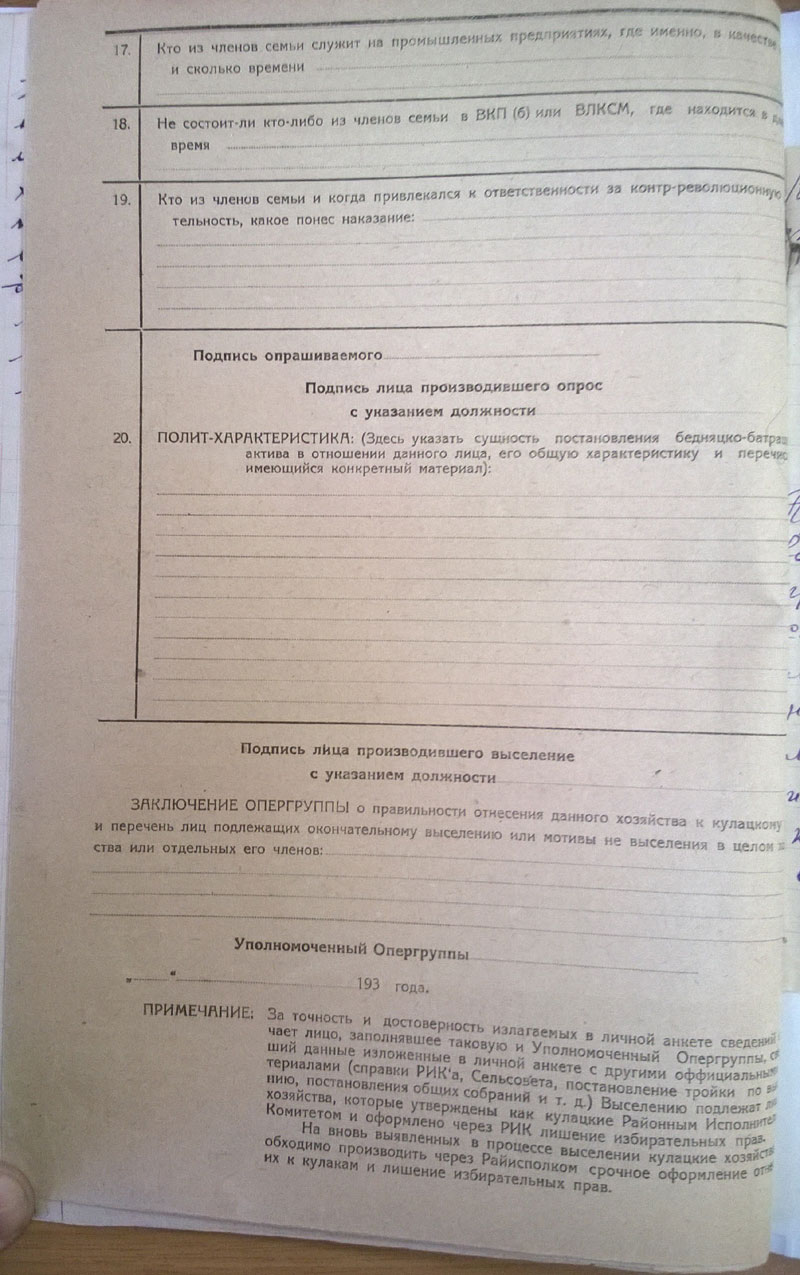 17. Кто из членов семьи служит на промышленных предприятиях, где именно, в качестве
и сколько времени
18. Не состоит-ли кто-либо из членов семьи в ВКП (б) или ВЛКСМ, где находится в
время
19. Кто из членов семьи и когда привлекался к ответственности за контр-революционную
тельность, какое понес наказание:
Подпись опрашиваемого
Подпись лица производившего опрос
с указанием должности
20. ПОЛИТ-ХАРАКТЕРИСТИКА: (Здесь указать сущность постановления бедняцко-батрац
актива в отношении данного лица, его общую характеристику и перечис
имеющийся конкретный материал):
Подпись лица производившего выселение
с указанием должности
ЗАКЛЮЧЕНИЕ ОПЕРГРУППЫ о правильности отнесения данного хозяйства к кулацкому
и перечень лиц подлежащих окончательному выселению или мотивы не выселения в целом
ства или отдельных его членов:
Уполномоченный Опергруппы
„ “ 193 года.
ПРИМЕЧАНИЕ: За точность и достоверность излагаемых в личной анкете сведений
чает лицо, заполнявшее таковую и Уполномоченный Опергруппы,
ший данные изложенные в личной анкете с другими оффициальным
териалами (справки РИК'а, Сельсовета, постановление тройки по
нию, постановления общих собраний и т. д.) Выселению подлежат
хозяйства, которые утверждены как кулацкие Районным Исполнител
Комитетом и оформлено через РИК лишение избирательных прав.
На вновь выявленных в процессе выселении кулацкие хозяйств
обходимо производить через Райисполком срочное оформление
их к кулакам и лишение избирательных прав.